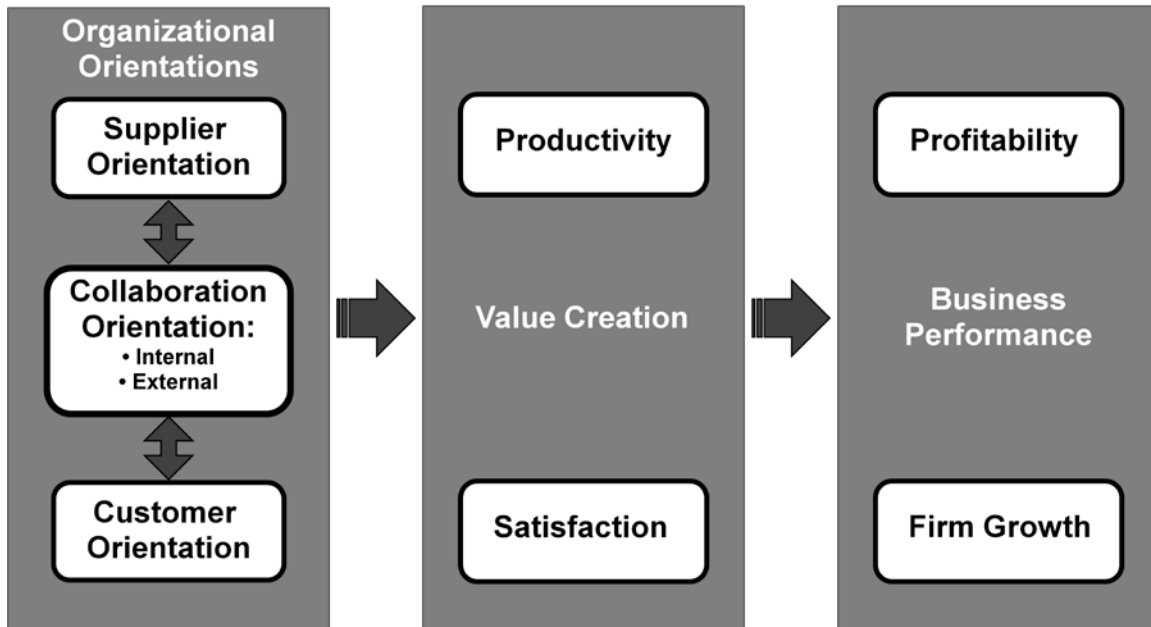 Organizational
Orientations
Supplier
Orientation
Collaboration
Orientation:
• Internal
• External
Customer
Orientation
Productivity
Value Creation
Satisfaction
Profitability
Business
Performance
Firm Growth